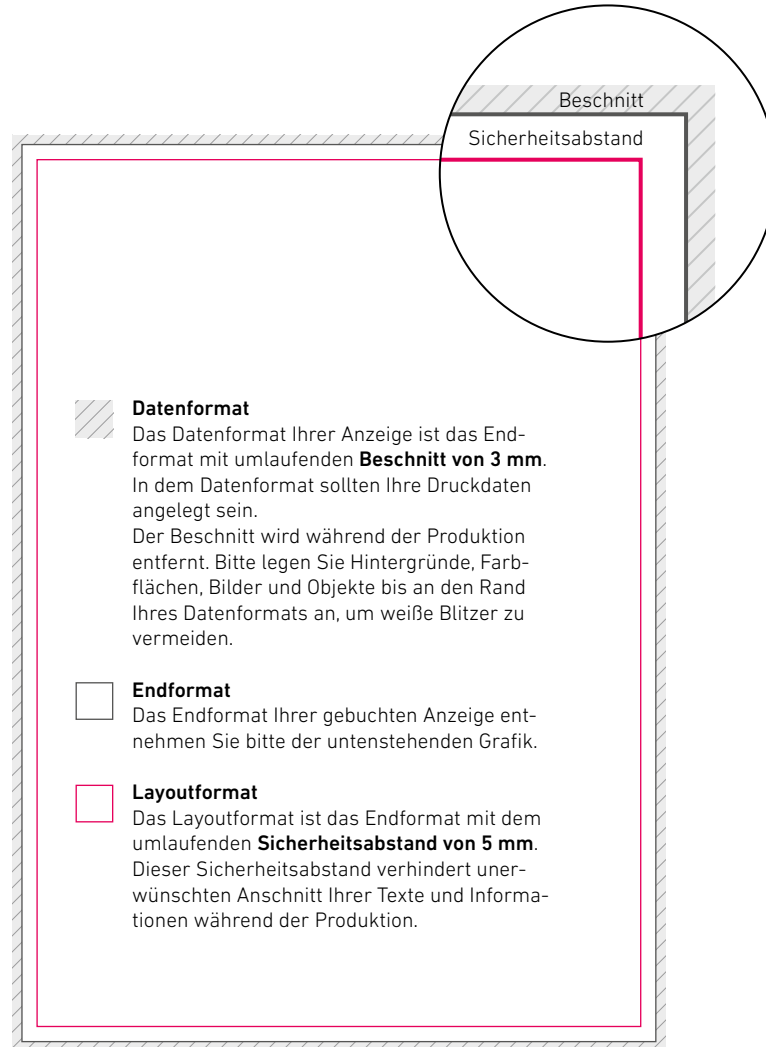 Beschnitt
Sicherheitsabstand
Datenformat
Das Datenformat Ihrer Anzeige ist das End-
format mit umlaufenden Beschnitt von 3 mm.
In dem Datenformat sollten Ihre Druckdaten
angelegt sein.
Der Beschnitt wird während der Produktion
entfernt. Bitte legen Sie Hintergründe, Farb-
flächen, Bilder und Objekte bis an den Rand
Ihres Datenformats an, um weiße Blitzer zu
vermeiden.
Endformat
Das Endformat Ihrer gebuchten Anzeige ent-
nehmen Sie bitte der untenstehenden Grafik.
Layoutformat
Das Layoutformat ist das Endformat mit dem
umlaufenden Sicherheitsabstand von 5 mm.
Dieser Sicherheitsabstand verhindert uner-
wünschten Anschnitt Ihrer Texte und Informa-
tionen während der Produktion.